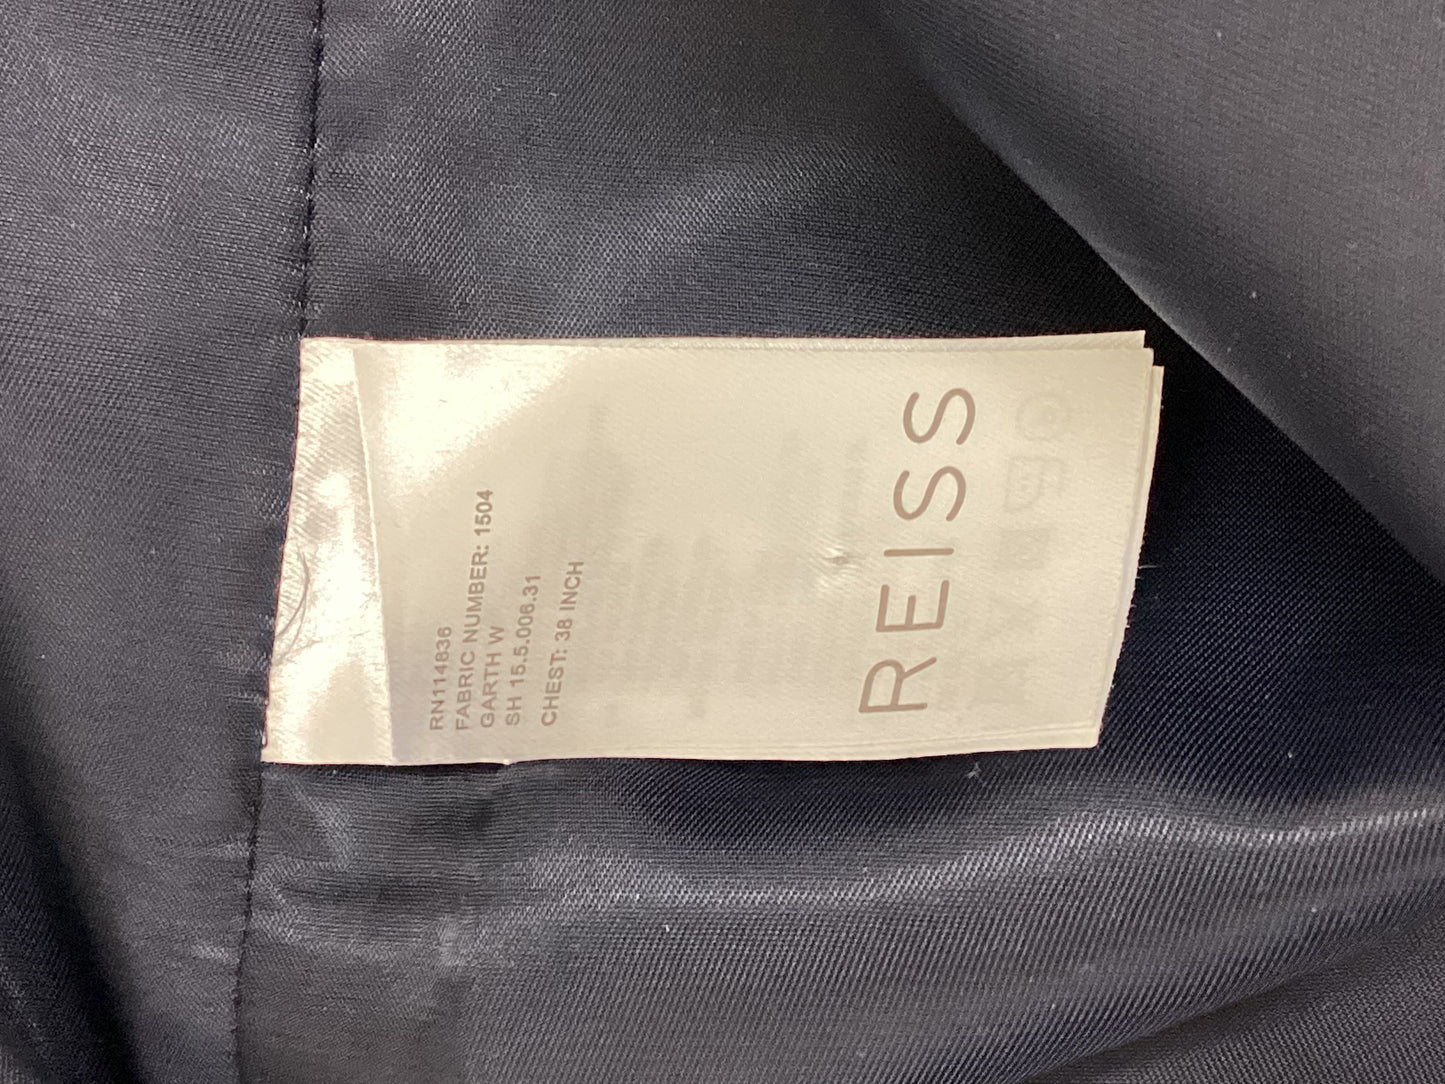 RN114836
FABRIC NUMBER: 1504
GARTH W
SH 15.5.006.31
CHEST: 38 INCH
REISS